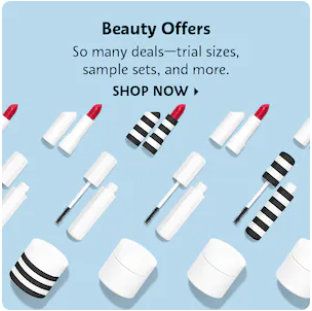 Beauty Offers
So many deals—trial sizes,
sample sets, and more.
SHOP NOW